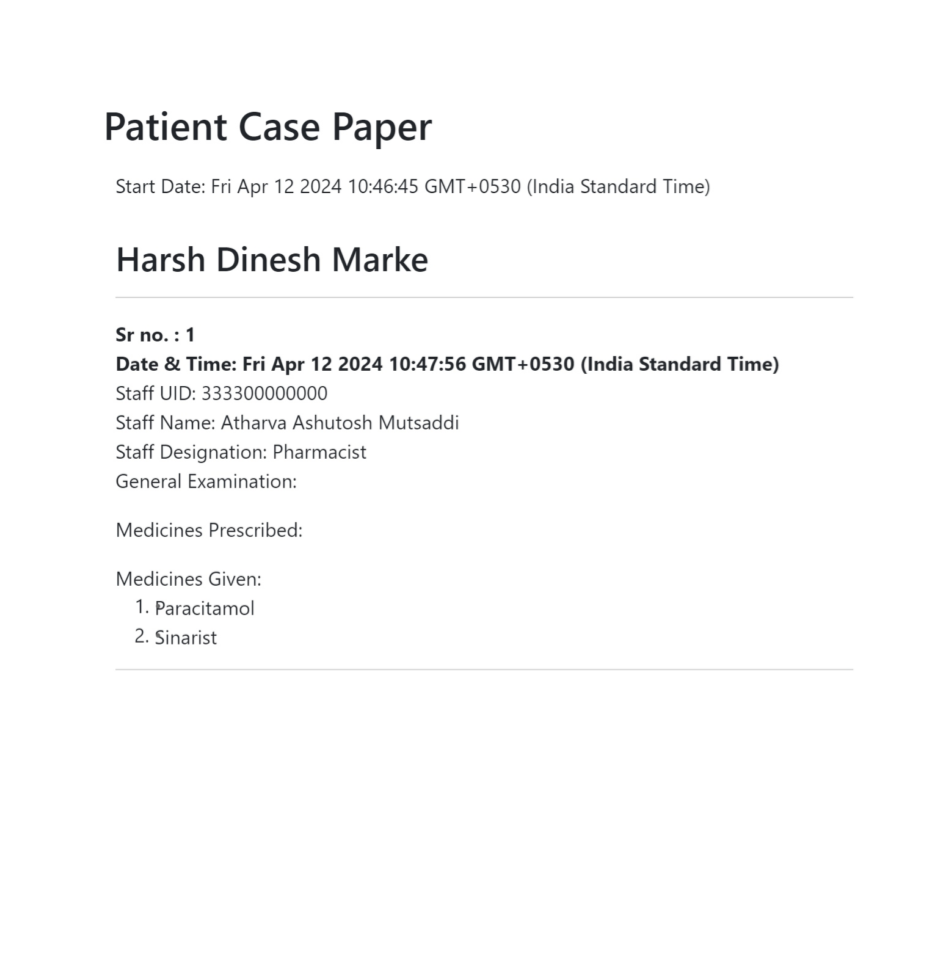 Patient Case Paper
Start Date: Fri Apr 12 2024 10:46:45 GMT+0530 (India Standard Time)
Harsh Dinesh Marke
Sr no. : 1
Date & Time: Fri Apr 12 2024 10:47:56 GMT+0530 (India Standard Time)
Staff UID: 333300000000
Staff Name: Atharva Ashutosh Mutsaddi
Staff Designation: Pharmacist
General Examination:
Medicines Prescribed:
Medicines Given:
1. Paracitamol
2. Sinarist